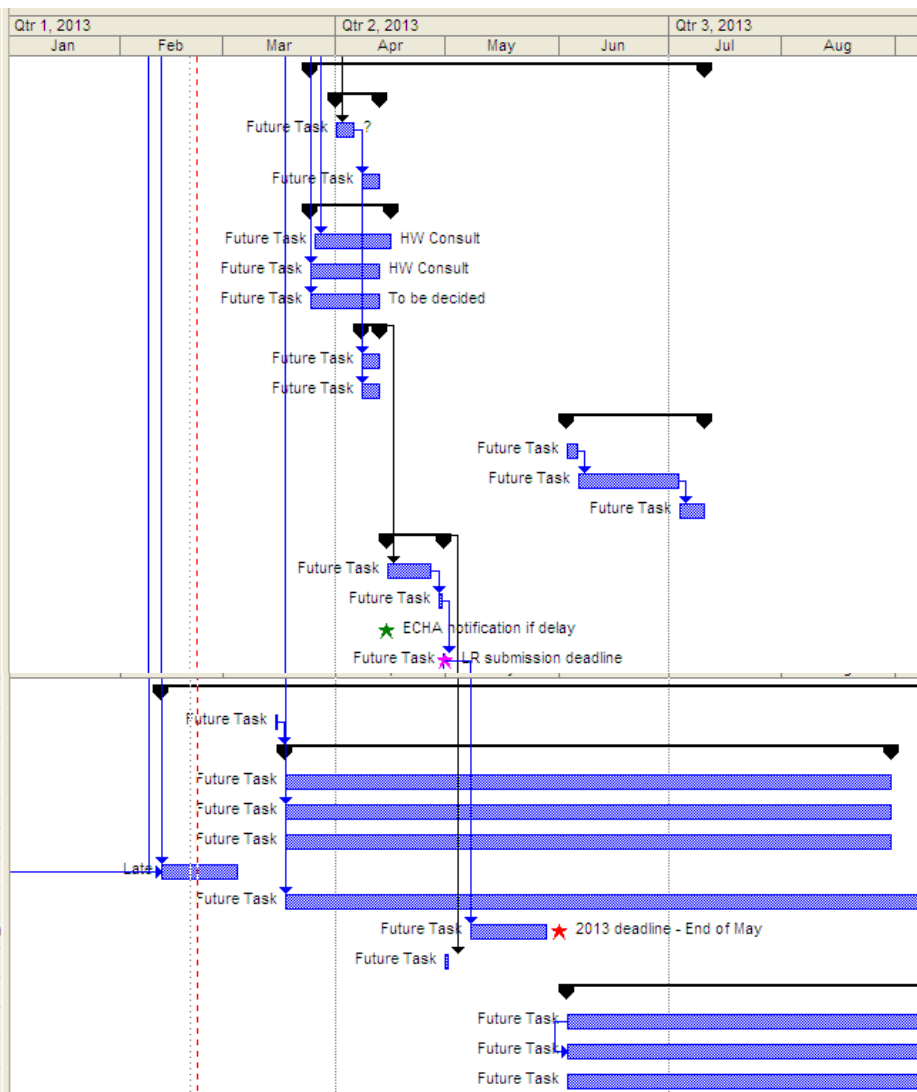 Qtr 1, 2013 Qtr 2, 2013 Qtr 3, 2013
Jan Feb Mar Apr May Jun Jul Aug
Future Task ?
Future Task
Future Task HW Consult
Future Task HW Consult
Future Task To be decided
Future Task
Future Task
Future Task
Future Task
Future Task
Future Task
Future Task
ECHA notification if delay
Future Task LR submission deadline
Future Task
Future Task
Future Task
Future Task
Late
Future Task
Future Task 2013 deadline - End of May
Future Task
Future Task
Future Task
Future Task